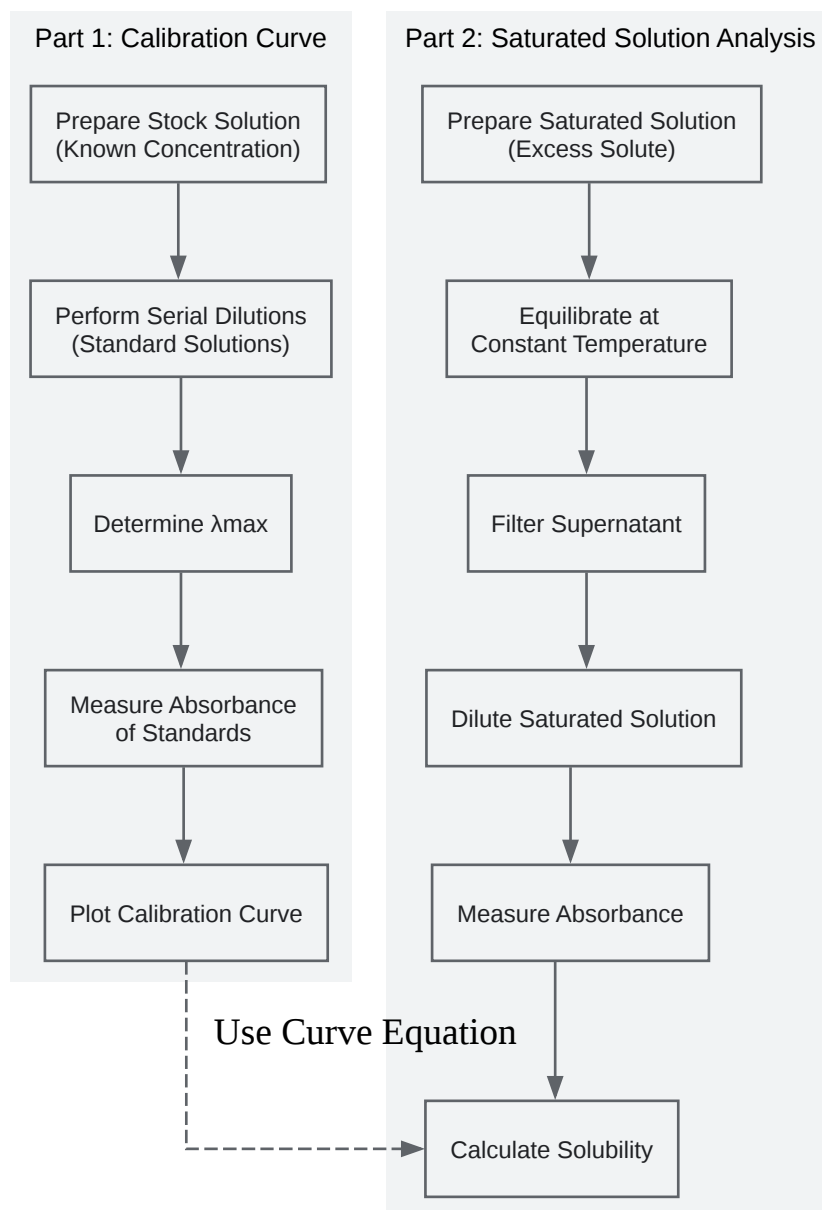 Part 1: Calibration Curve
Prepare Stock Solution
(Known Concentration)
Perform Serial Dilutions
(Standard Solutions)
Determine λmax
Measure Absorbance
of Standards
Plot Calibration Curve
Part 2: Saturated Solution Analysis
Prepare Saturated Solution
(Excess Solute)
Equilibrate at
Constant Temperature
Filter Supernatant
Dilute Saturated Solution
Measure Absorbance
Use Curve Equation
Calculate Solubility